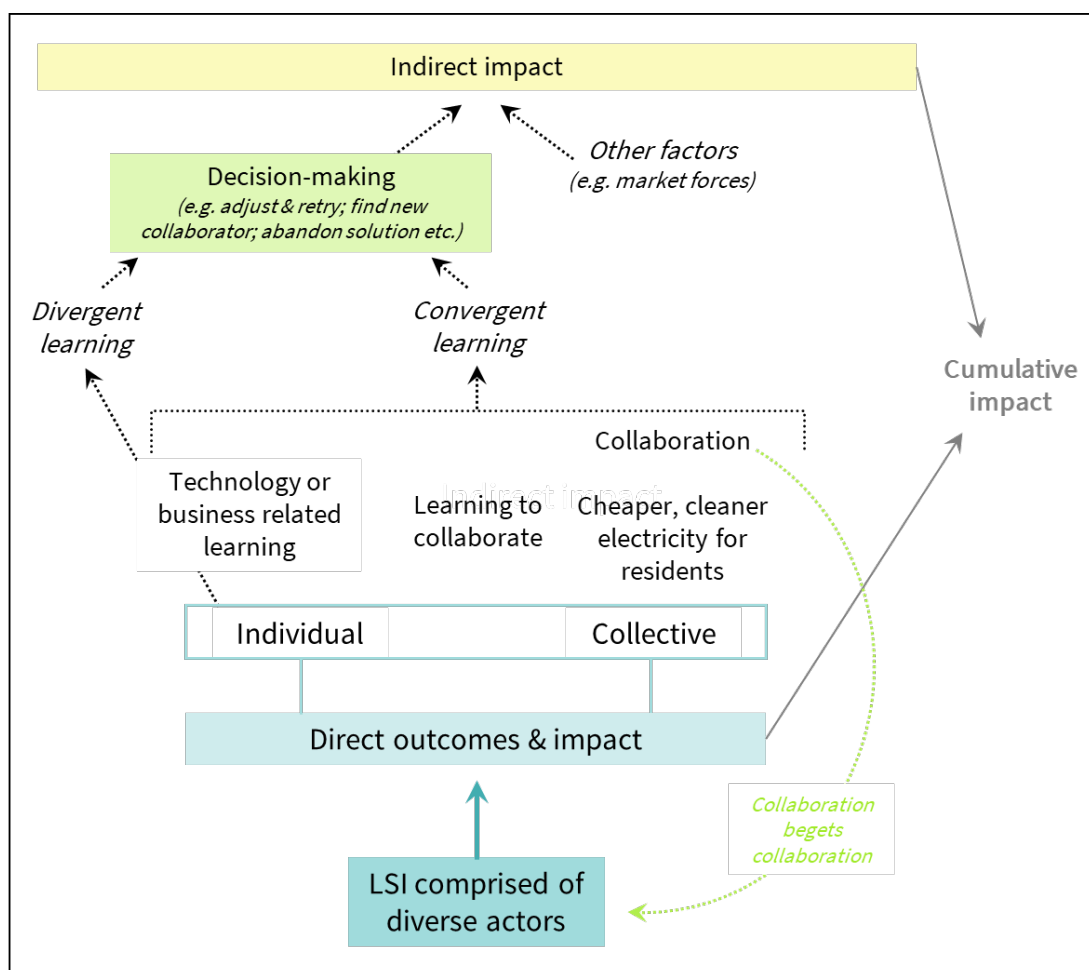 Indirect impact
Other factors
(e.g. market forces)
Decision-making
(e.g. adjust & retry; find new
collaborator; abandon solution etc.)
Divergent
learning
Convergent
learning
Cumulative
impact
Collaboration
Technology or
business related
learning
Indirect impact
Learning to
collaborate
Cheaper, cleaner
electricity for
residents
Individual
Collective
Direct outcomes & impact
Collaboration
begets
collaboration
LSI comprised of
diverse actors